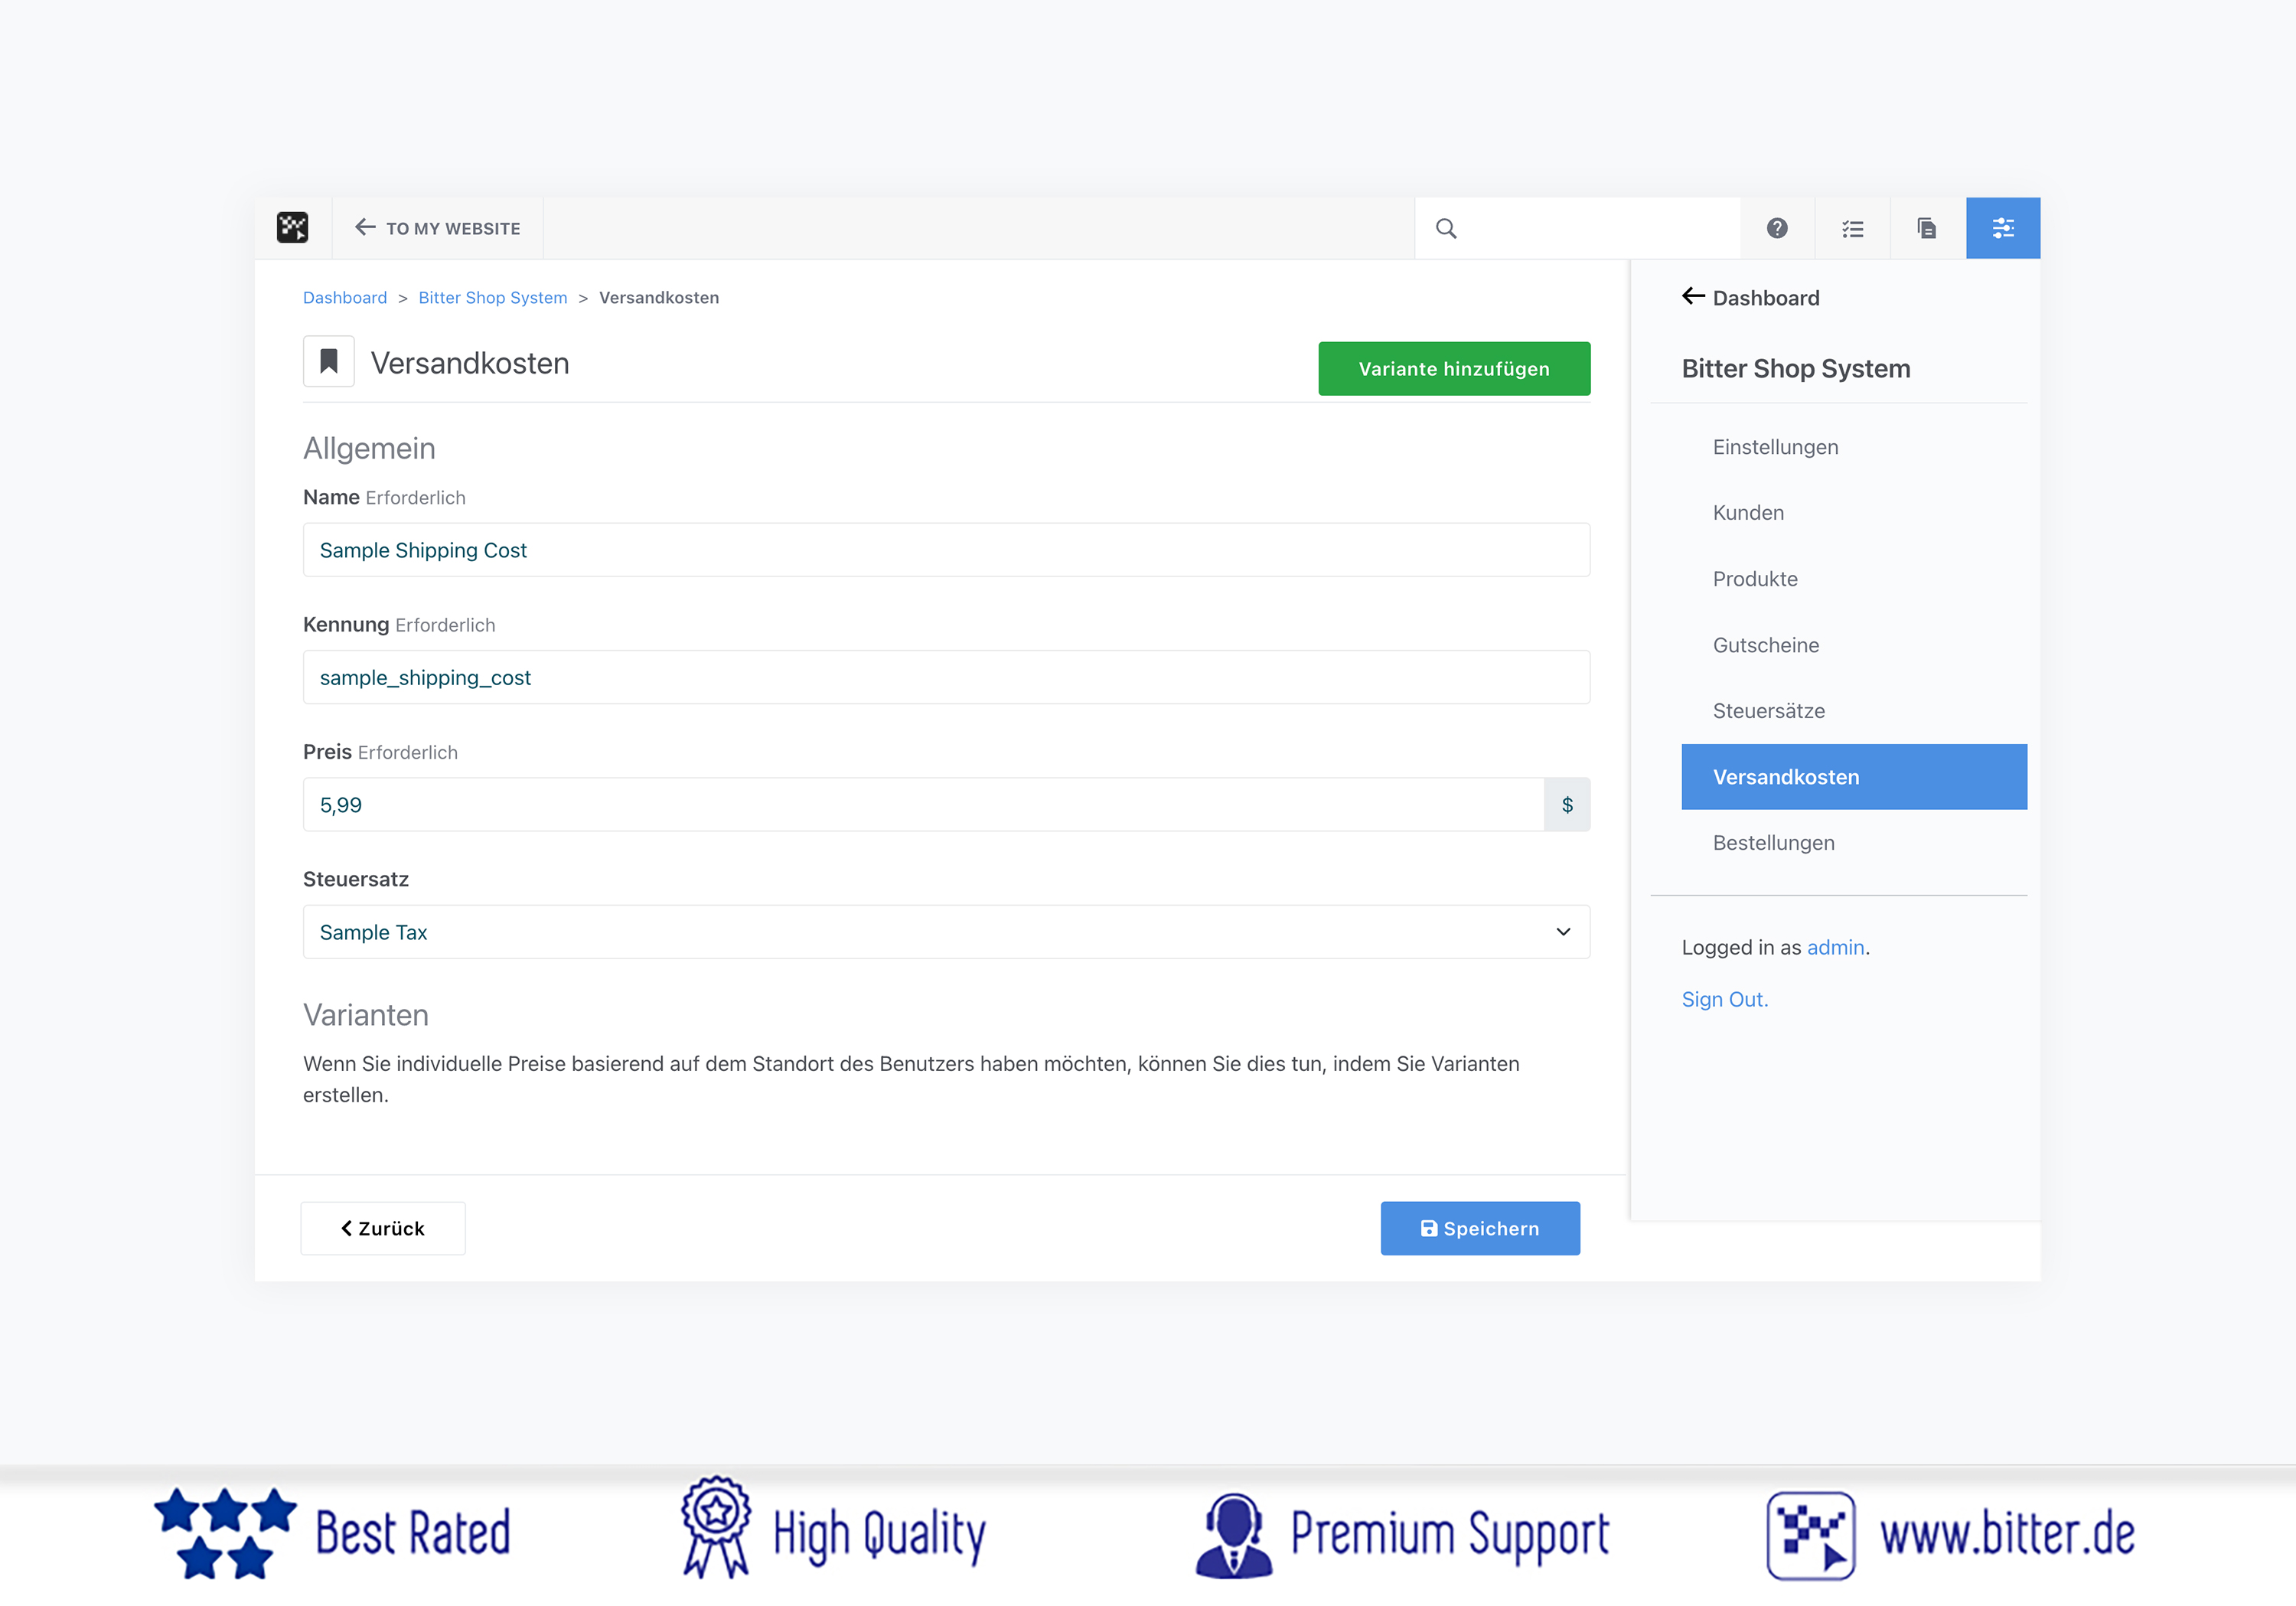 TO MY WEBSITE
Dashboard > Bitter Shop System > Versandkosten
Versandkosten
Variante hinzufügen
Allgemein
Name Erforderlich
Sample Shipping Cost
Kennung Erforderlich
sample_shipping_cost
Preis Erforderlich
5,99 $
Steuersatz
Sample Tax
Varianten
Wenn Sie individuelle Preise basierend auf dem Standort des Benutzers haben möchten, können Sie dies tun, indem Sie Varianten
erstellen.
Zurück
Speichern
Dashboard
Bitter Shop System
Einstellungen
Kunden
Produkte
Gutscheine
Steuersätze
Versandkosten
Bestellungen
Logged in as admin.
Sign Out.
Best Rated
High Quality
Premium Support
www.bitter.de